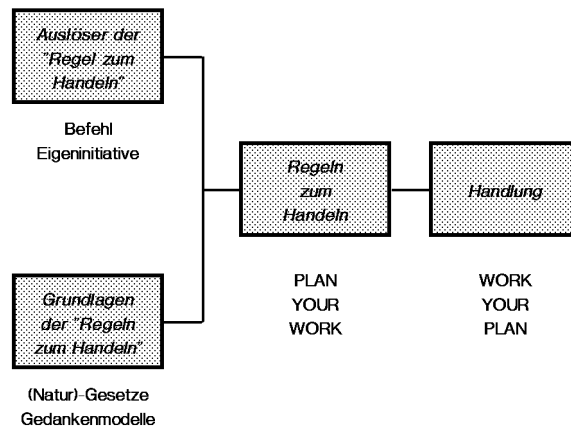 Auslöser der
"Regel zum
Handeln"
Befehl
Eigeninitiative
Regeln
zum
Handeln
Handlung
PLAN
YOUR
WORK
WORK
YOUR
PLAN
Grundlagen
der "Regeln
zum Handeln"
(Natur)-Gesetze
Gedankenmodelle